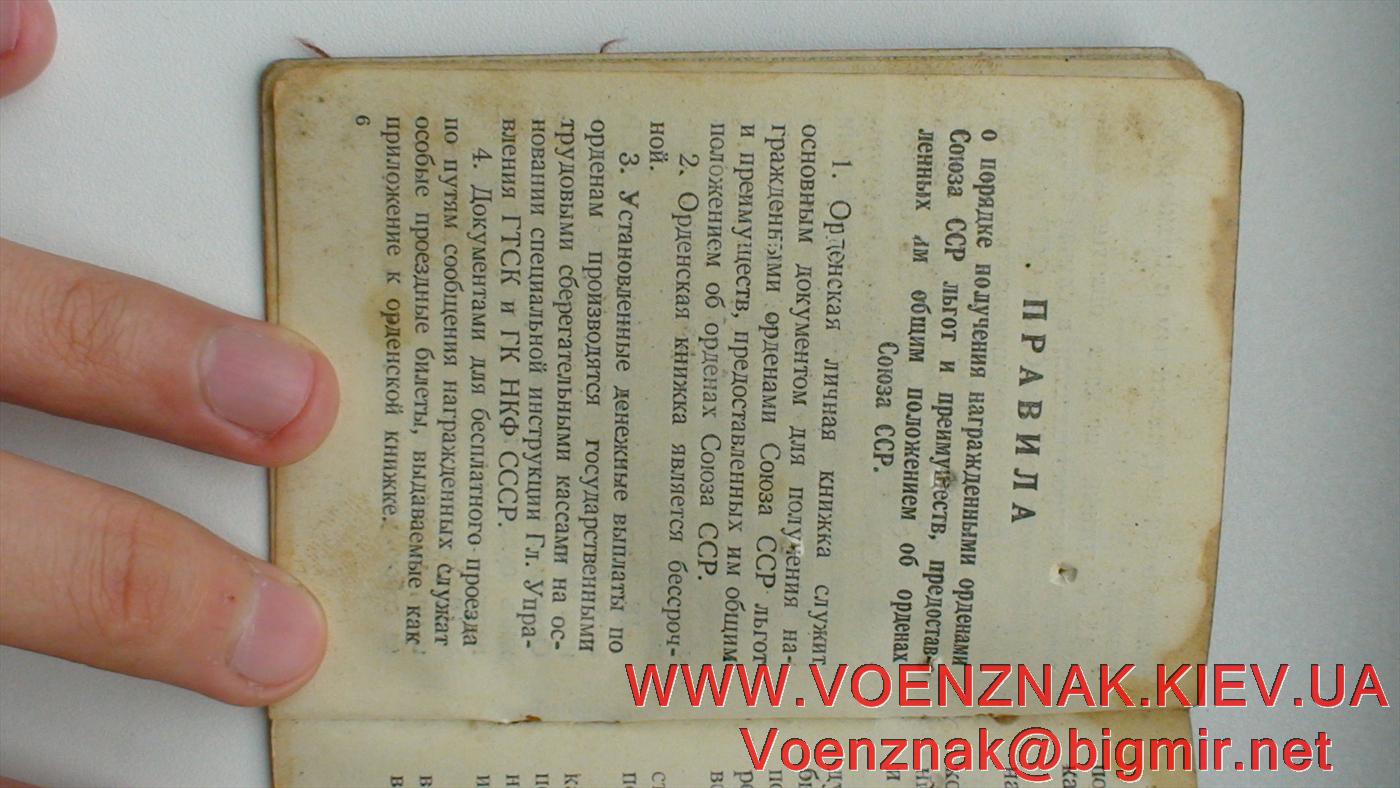 ПРАВИЛА
о порядке получения награжденными орденами
Союза ССР льгот и преимуществ, предостав-
ленных им общим положением об орденах
Союза ССР.
1. Орденская личная книжка служит
основным документом для получения на-
гражденными орденами Союза ССР льгот
и преимуществ, предоставленных им общим
положением об орденах Союза ССР.
2. Орденская книжка является бессроч-
ной.
3. Установленные денежные выплаты по
орденам производятся государственными
трудовыми сберегательными кассами на ос-
новании специальной инструкции Гл. Упра-
вления ГТСК и ГК НКФ СССР.
4. Документами для бесплатного проезда
по путям сообщения награжденных служат
особые проездные билеты, выдаваемые как
приложение к орденской книжке.
6
WWW.VOENZNAK.KIEV.UA
Voenznak@bigmir.net